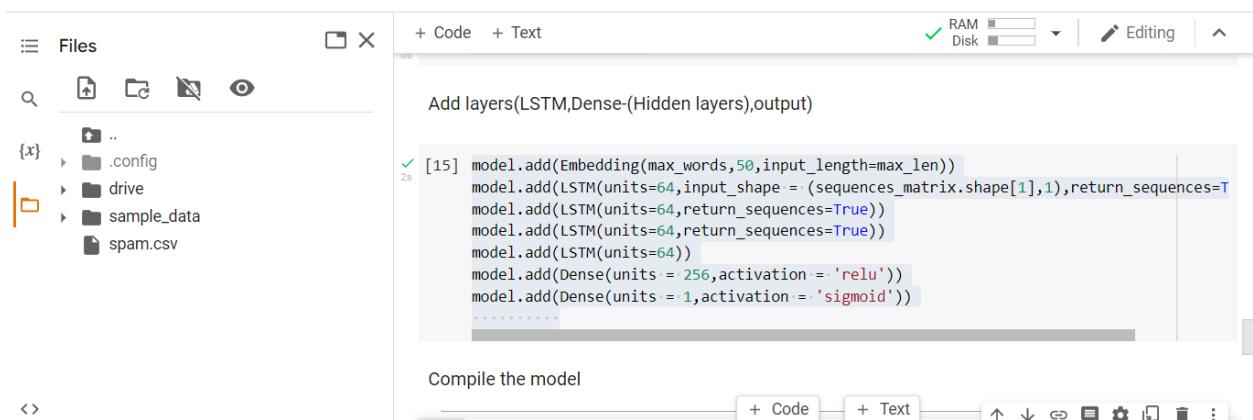 Files
..
.config
drive
sample_data
spam.csv
{x}
<>
+ Code + Text
RAM
Disk
Editing
0s
Add layers(LSTM,Dense-(Hidden layers),output)
[15]
2s
model.add(Embedding(max_words,50,input_length=max_len))
model.add(LSTM(units=64,input_shape = (sequences_matrix.shape[1],1),return_sequences=T
model.add(LSTM(units=64,return_sequences=True))
model.add(LSTM(units=64,return_sequences=True))
model.add(LSTM(units=64))
model.add(Dense(units = 256,activation = 'relu'))
model.add(Dense(units = 1,activation = 'sigmoid'))
Compile the model
+ Code + Text